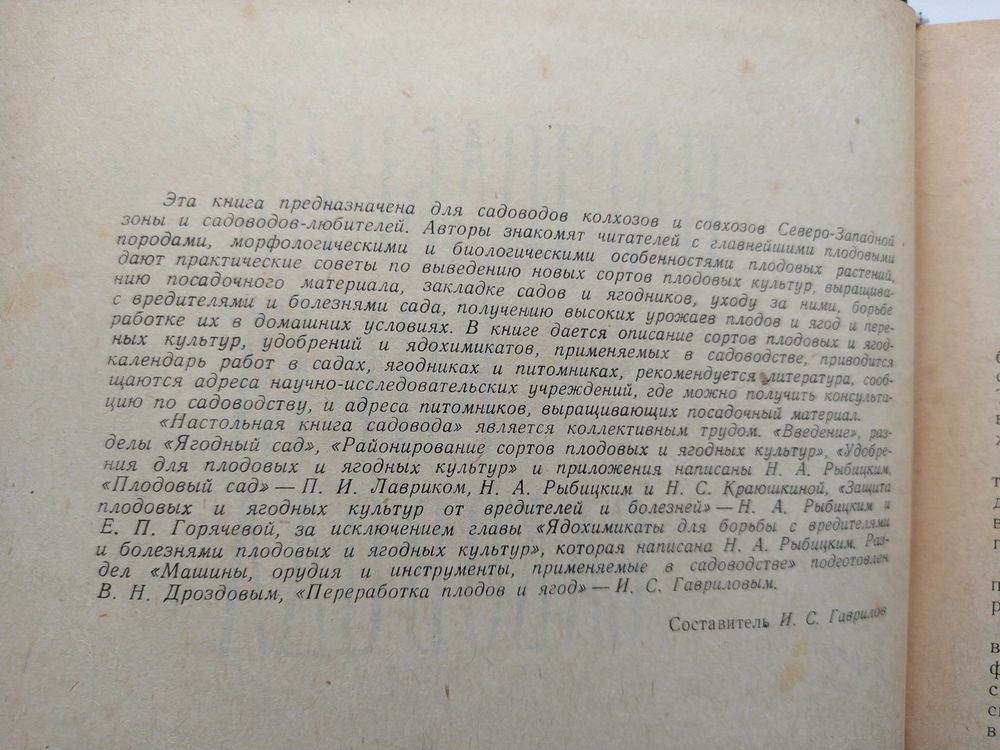 Эта книга предназначена для садоводов колхозов и совхозов Северо-Западной
зоны и садоводов-любителей. Авторы знакомят читателей с главнейшими плодовыми
породами, морфологическими и биологическими особенностями плодовых растений,
дают практические советы по выведению новых сортов плодовых культур, выращива-
нию посадочного материала, закладке садов и ягодников, уходу за ними, борьбе
с вредителями и болезнями сада, получению высоких урожаев плодов и ягод и пере-
работке их в домашних условиях. В книге дается описание сортов плодовых и ягод-
ных культур, удобрений и ядохимикатов, применяемых в садоводстве, приводится
календарь работ в садах, ягодниках и питомниках, рекомендуется литература, сооб-
щаются адреса научно-исследовательских учреждений, где можно получить консульта-
цию по садоводству, и адреса питомников, выращивающих посадочный материал.
«Настольная книга садовода» является коллективным трудом. «Введение», раз-
делы «Ягодный сад», «Районирование сортов плодовых и ягодных культур», «Удобре-
ния для плодовых и ягодных культур» и приложения написаны Н. А. Рыбицким,
«Плодовый сад» — П. И. Лавриком, Н. А. Рыбицким и Н. С. Краюшкиной, «Защита
плодовых и ягодных культур от вредителей и болезней» — Н. А. Рыбицким и
Е. П. Горячевой, за исключением главы «Ядохимикаты для борьбы с вредителями
и болезнями плодовых и ягодных культур», которая написана Н. А. Рыбицким. Раз-
дел «Машины, орудия и инструменты, применяемые в садоводстве» подготовлен
В. Н. Дроздовым, «Переработка плодов и ягод» — И. С. Гавриловым.
Составитель И. С. Гаврилов